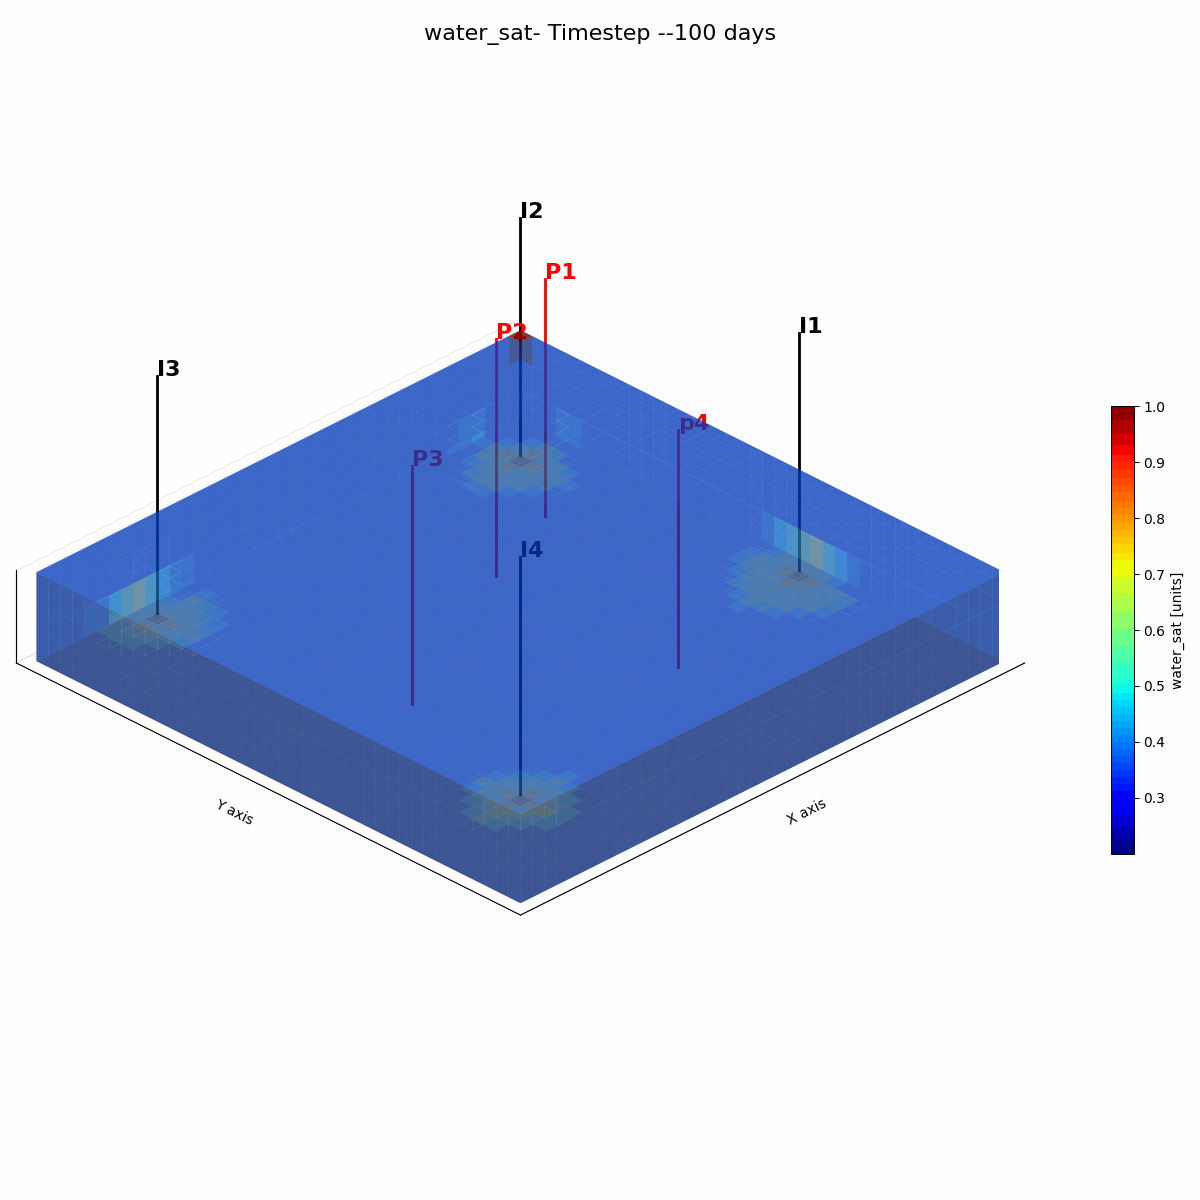 water_sat- Timestep --100 days
I2
P1
P2
I1
I3
p4
P3
I4
1.0
0.9
0.8
0.7
0.6
0.5
0.4
0.3
water_sat [units]
Y axis
X axis